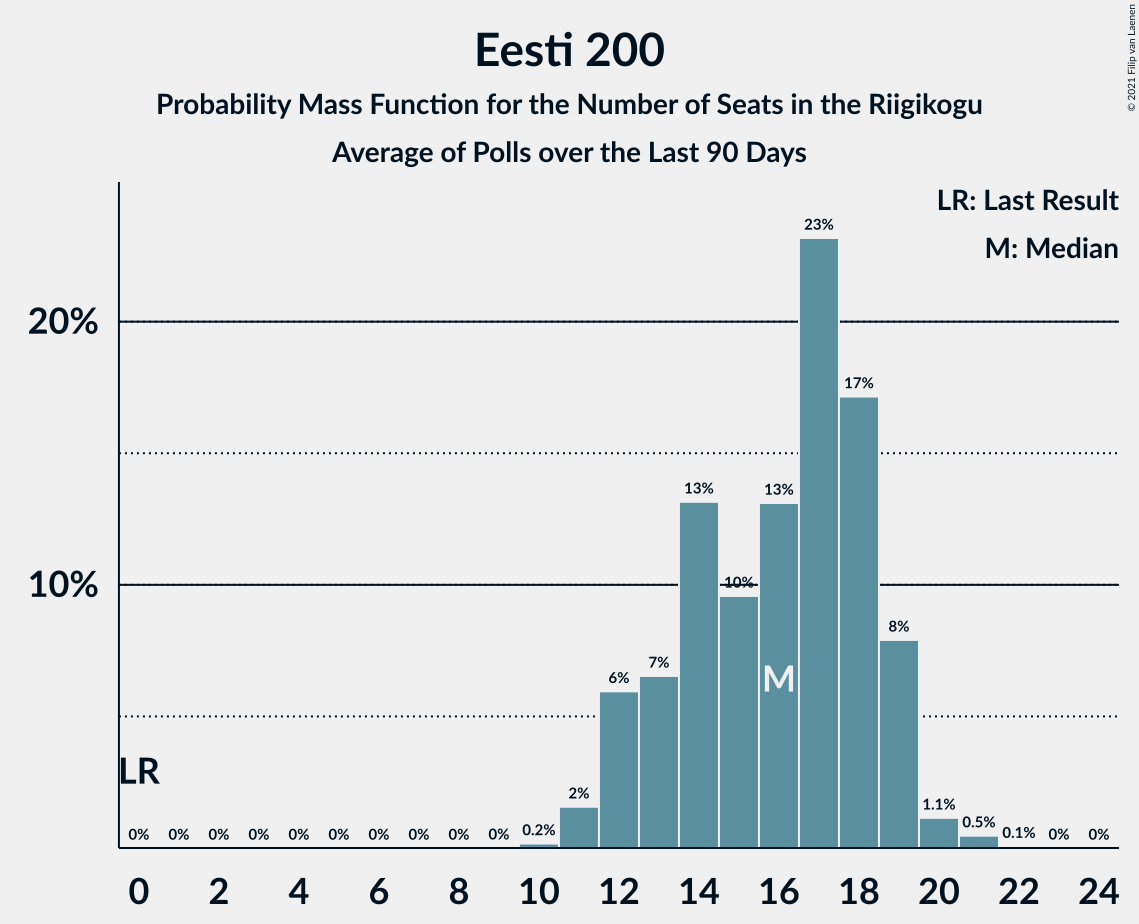 Eesti 200
Probability Mass Function for the Number of Seats in the Riigikogu
Average of Polls over the Last 90 Days
© 2021 Filip van Laenen
LR: Last Result
M: Median
23%
20%
17%
13%
13%
10%
10%
8%
7%
6%
M
LR
2%
1.1%
0.5%
0% 0% 0% 0% 0% 0% 0% 0% 0% 0% 0.2% 0.1% 0% 0%
0 2 4 6 8 10 12 14 16 18 20 22 24